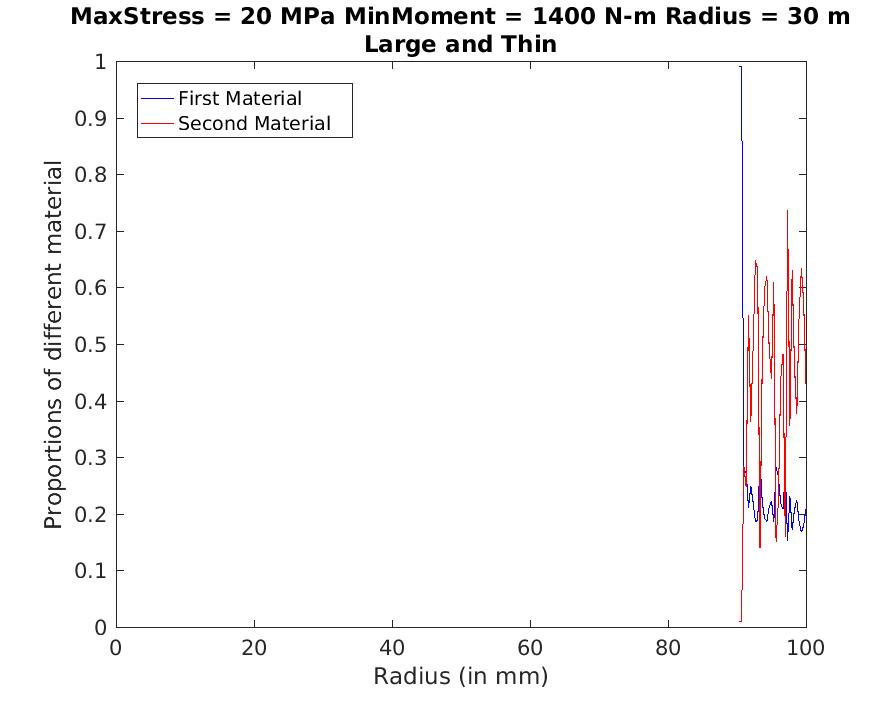 MaxStress = 20 MPa MinMoment = 1400 N-m Radius = 30 m
Large and Thin
1
First Material
Second Material
0.9
0.8
0.7
0.6
0.5
0.4
0.3
0.2
0.1
0
Proportions of different material
0 20 40 60 80 100
Radius (in mm)